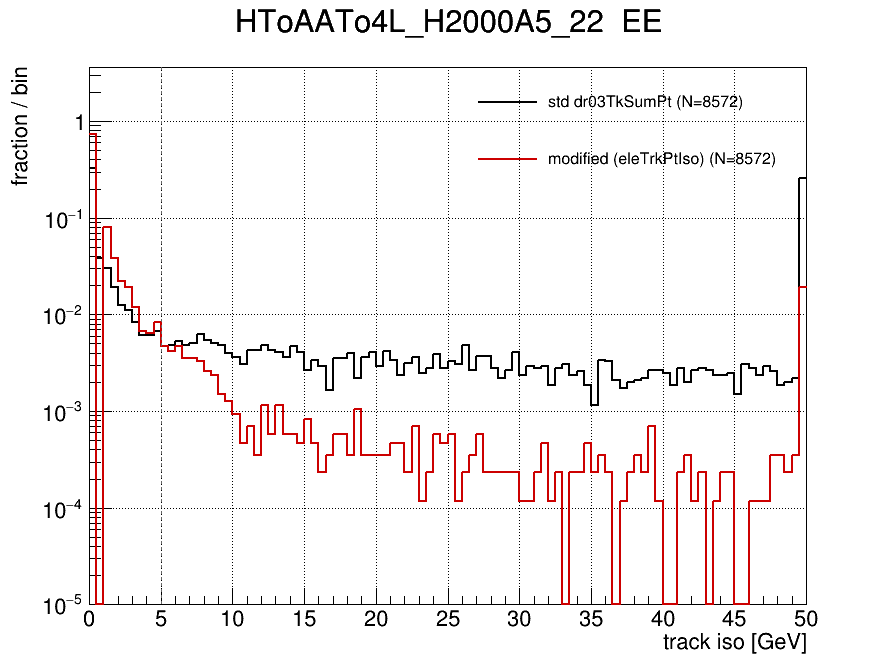 HToAATo4L_H2000A5_22 EE
fraction / bin
std dr03TkSumPt (N=8572)
modified (eleTrkPtIso) (N=8572)
1
10−1
10−2
10−3
10−4
10−5
0 5 10 15 20 25 30 35 40 45 50
track iso [GeV]